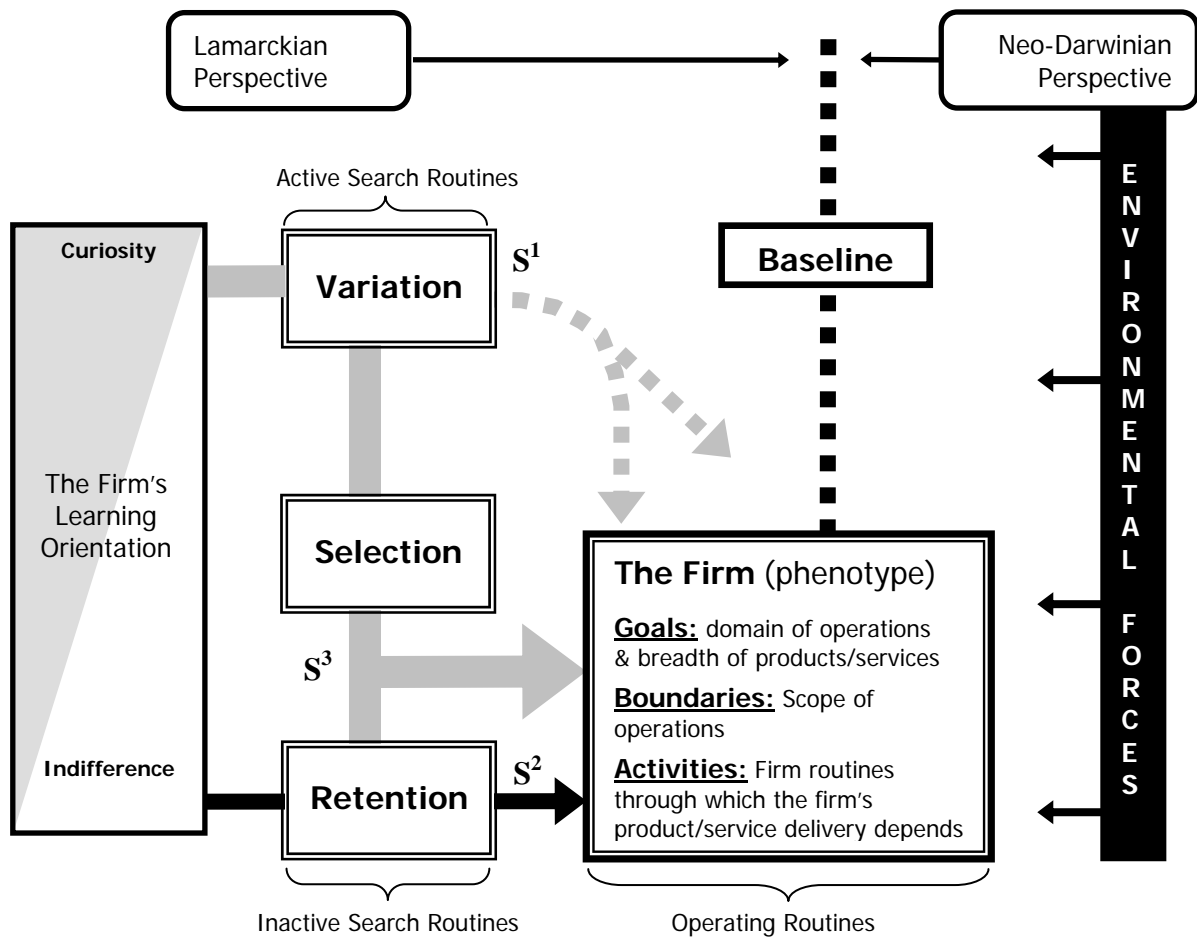 Lamarckian
Perspective
Neo-Darwinian
Perspective
Active Search Routines
Curiosity
The Firm's
Learning
Orientation
Indifference
Variation
S¹
Selection
S³
Retention
S²
Inactive Search Routines
Baseline
The Firm (phenotype)
Goals: domain of operations
& breadth of products/services
Boundaries: Scope of
operations
Activities: Firm routines
through which the firm's
product/service delivery depends
Operating Routines
ENVIRONMENTAL FORCES